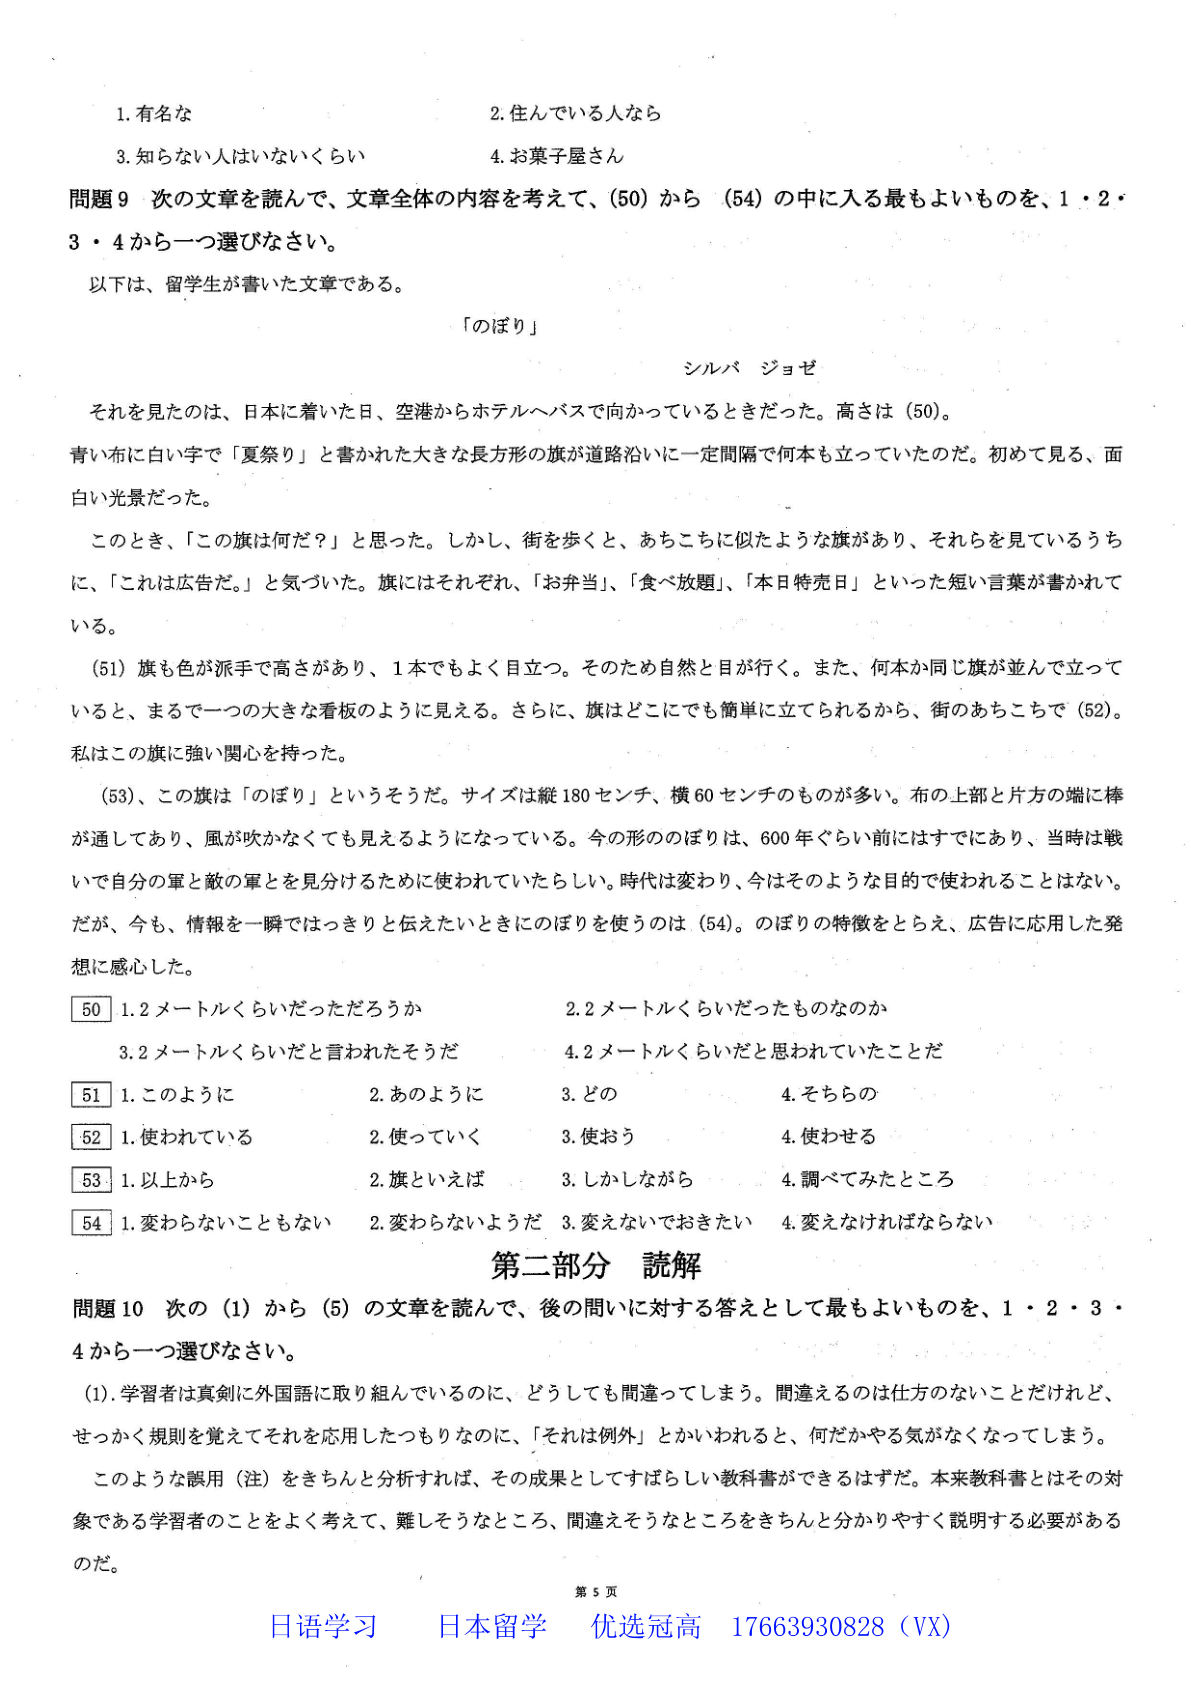 1. 有名な 2. 住んでいる人なら
3. 知らない人はいないくらい 4. お菓子屋さん
問題9 次の文章を読んで、文章全体の内容を考えて、(50) から (54) の中に入る最もよいものを、1・2・
3・4から一つ選びなさい。
以下は、留学生が書いた文章である。
「のぼり」
シルバ ジョゼ
それを見たのは、日本に着いた日、空港からホテルへバスで向かっているときだった。高さは (50)。
青い布に白い字で「夏祭り」と書かれた大きな長方形の旗が道路沿いに一定間隔で何本も立っていたのだ。初めて見る、面
白い光景だった。
このとき、「この旗は何だ？」と思った。しかし、街を歩くと、あちこちに似たような旗があり、それらを見ているうち
に、「これは広告だ。」と気づいた。旗にはそれぞれ、「お弁当」、「食べ放題」、「本日特売日」といった短い言葉が書かれて
いる。
(51) 旗も色が派手で高さがあり、1本でもよく目立つ。そのため自然と目が行く。また、何本か同じ旗が並んで立って
いると、まるで一つの大きな看板のように見える。さらに、旗はどこにでも簡単に立てられるから、街のあちこちで (52)。
私はこの旗に強い関心を持った。
(53)、この旗は「のぼり」というそうだ。サイズは縦 180 センチ、横 60 センチのものが多い。布の上部と片方の端に棒
が通してあり、風が吹かなくても見えるようになっている。今の形ののぼりは、600 年ぐらい前にはすでにあり、当時は戦
いで自分の軍と敵の軍とを見分けるために使われていたらしい。時代は変わり、今はそのような目的で使われることはない。
だが、今も、情報を一瞬ではっきりと伝えたいときにのぼりを使うのは (54)。のぼりの特徴をとらえ、広告に応用した発
想に感心した。
50 1. 2 メートルくらいだっただろうか 2. 2 メートルくらいだったものなのか
3. 2 メートルくらいだと言われたそうだ 4. 2 メートルくらいだと思われていたことだ
51 1. このように 2. あのように 3. どの 4. そちらの
52 1. 使われている 2. 使っていく 3. 使おう 4. 使わせる
53 1. 以上から 2. 旗といえば 3. しかしながら 4. 調べてみたところ
54 1. 変わらないこともない 2. 変わらないようだ 3. 変えないでおきたい 4. 変えなければならない
第二部分 読解
問題10 次の (1) から (5) の文章を読んで、後の問いに対する答えとして最もよいものを、1・2・3・
4から一つ選びなさい。
(1). 学習者は真剣に外国語に取り組んでいるのに、どうしても間違ってしまう。間違えるのは仕方のないことだけれど、
せっかく規則を覚えてそれを応用したつもりなのに、「それは例外」とかいわれると、何だかやる気がなくなってしまう。
このような誤用（注）をきちんと分析すれば、その成果としてすばらしい教科書ができるはずだ。本来教科書とはその対
象である学習者のことをよく考えて、難しそうなところ、間違えそうなところをきちんと分かりやすく説明する必要がある
のだ。
第 5 页
日语学习 日本留学 优选冠高 17663930828（VX）